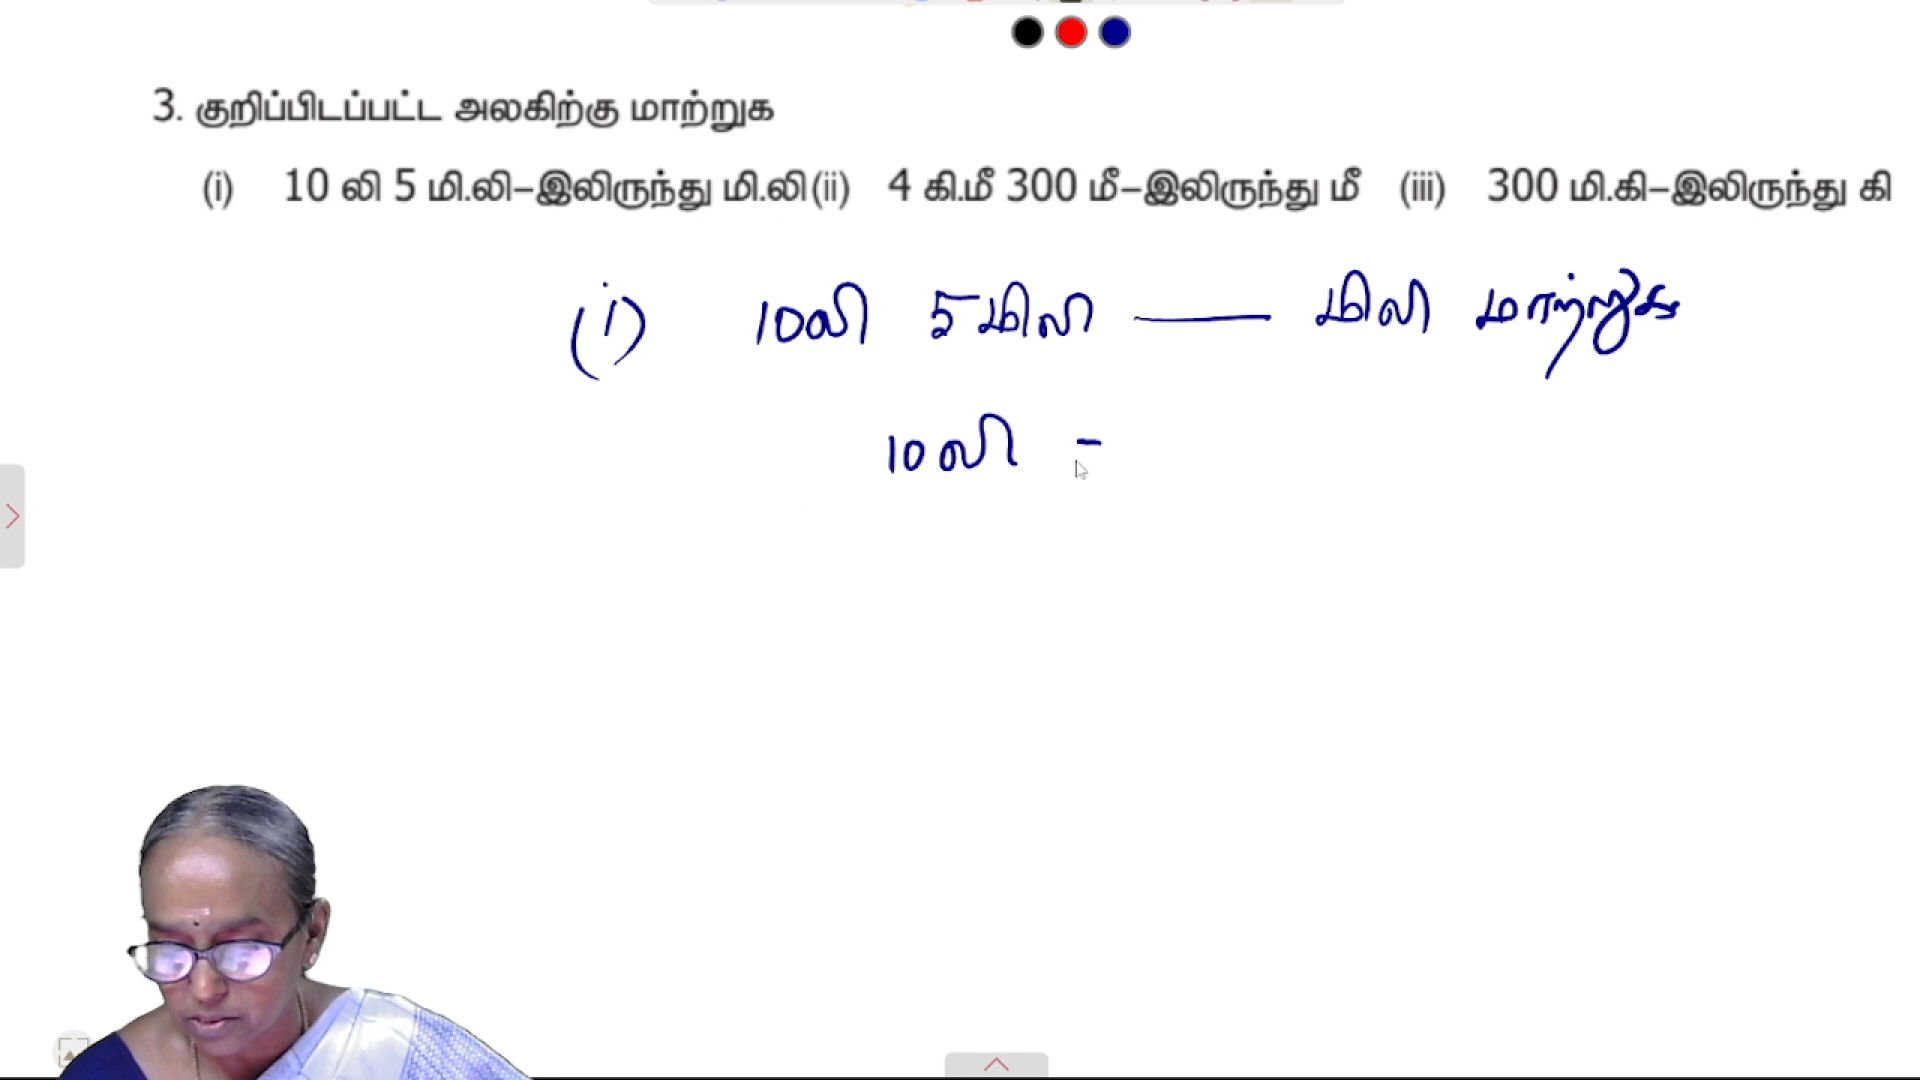 3. குறிப்பிடப்பட்ட அலகிற்கு மாற்றுக
(i) 10 லி 5 மி.லி–இலிருந்து மி.லி (ii) 4 கி.மீ 300 மீ–இலிருந்து மீ (iii) 300 மி.கி–இலிருந்து கி
(i) 10லி 5மிலி — மிலி மாற்றுக
10லி -